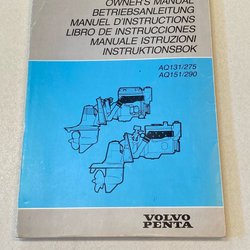 OWNER'S MANUAL
BETRIEBSANLEITUNG
MANUEL D'INSTRUCTIONS
LIBRO DE INSTRUCCIONES
MANUALE ISTRUZIONI
INSTRUKTIONSBOK
AQ131/275
AQ151/290
VOLVO
PENTA